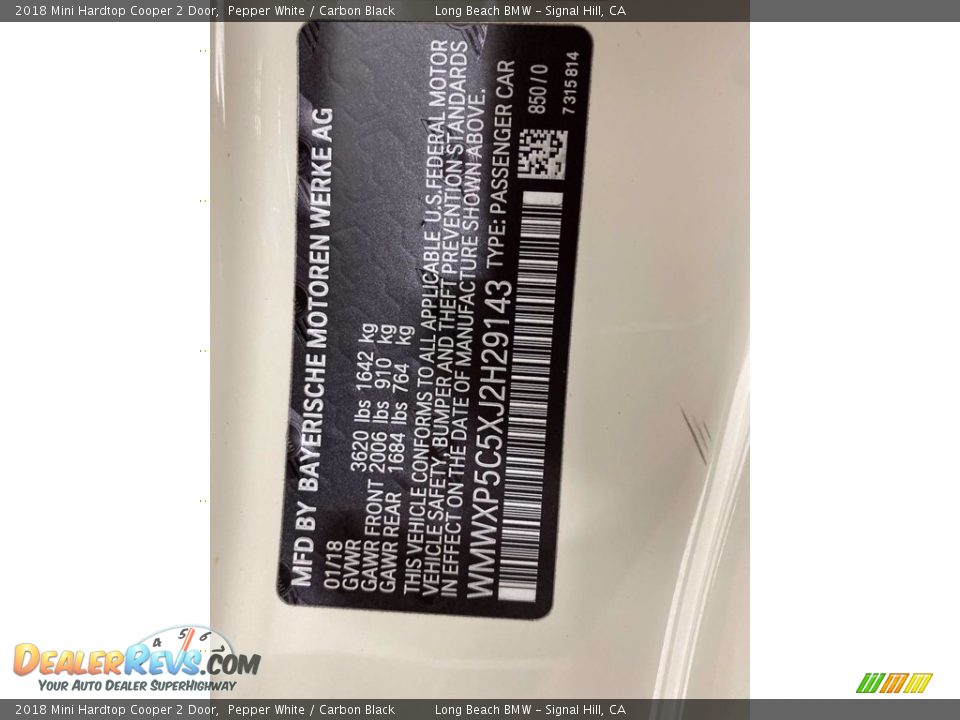 2018 Mini Hardtop Cooper 2 Door,  Pepper White / Carbon Black        Long Beach BMW - Signal Hill, CA
MFD BY BAYERISCHE MOTOREN WERKE AG
01/18
GVWR 3620 lbs 1642 kg
GAWR FRONT 2006 lbs 910 kg
GAWR REAR 1684 lbs 764 kg
THIS VEHICLE CONFORMS TO ALL APPLICABLE U.S.FEDERAL MOTOR
VEHICLE SAFETY, BUMPER AND THEFT PREVENTION STANDARDS
IN EFFECT ON THE DATE OF MANUFACTURE SHOWN ABOVE.
WMWXP5C5XJ2H29143 TYPE: PASSENGER CAR
850/0
7315814
4 5 6
DEALERREVS.COM
YOUR AUTO DEALER SUPERHIGHWAY
2018 Mini Hardtop Cooper 2 Door,  Pepper White / Carbon Black        Long Beach BMW - Signal Hill, CA